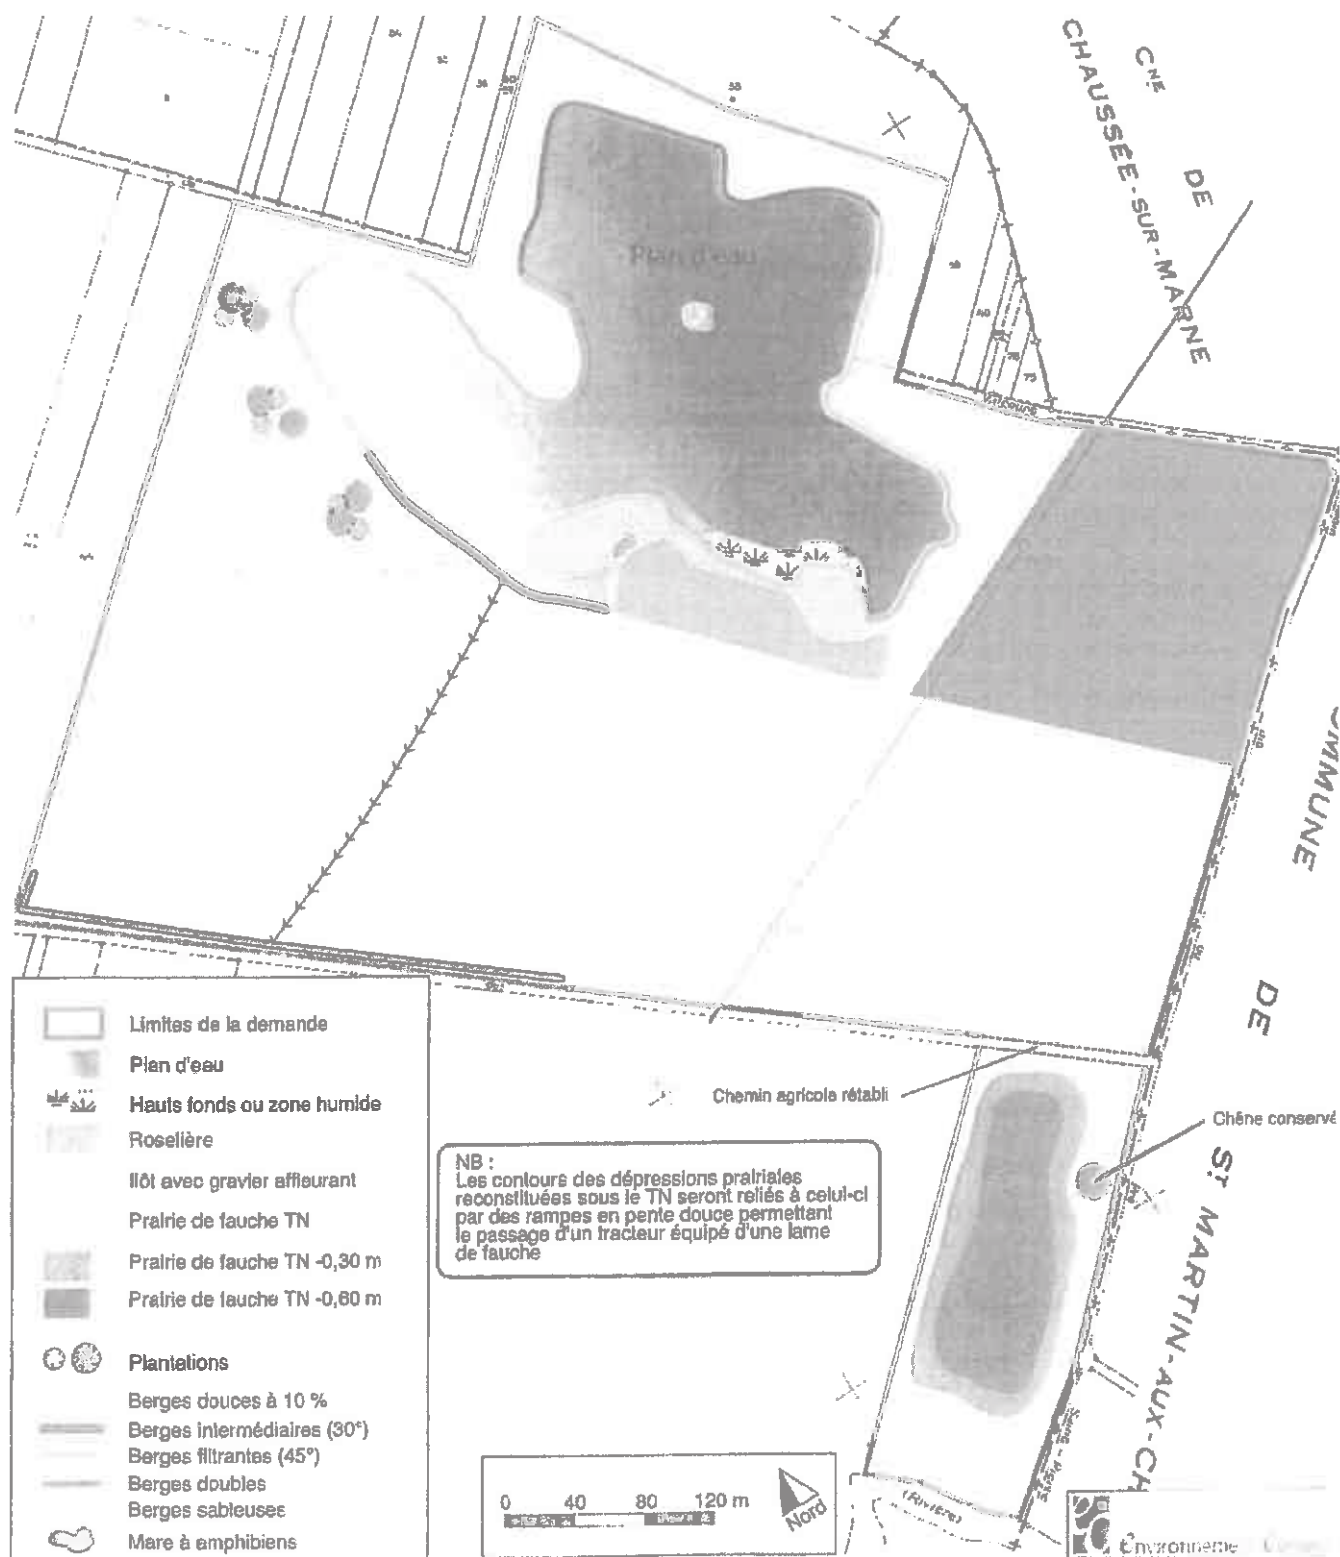 CNE
DE
CHAUSSÉE-SUR-MARNE
Plan d'eau
COMMUNE
DE
ST MARTIN-AUX-CH
Limites de la demande
Plan d'eau
Hauts fonds ou zone humide
Roselière
Ilôt avec gravier affleurant
Prairie de fauche TN
Prairie de fauche TN -0,30 m
Prairie de fauche TN -0,60 m
Plantations
Berges douces à 10 %
Berges intermédiaires (30°)
Berges filtrantes (45°)
Berges doubles
Berges sableuses
Mare à amphibiens
Chemin agricole rétabli
Chêne conservé
NB :
Les contours des dépressions prairiales
reconstituées sous le TN seront reliés à celui-ci
par des rampes en pente douce permettant
le passage d'un tracteur équipé d'une lame
de fauche
0 40 80 120 m
Nord
(RIVIÈRE)
Environneme